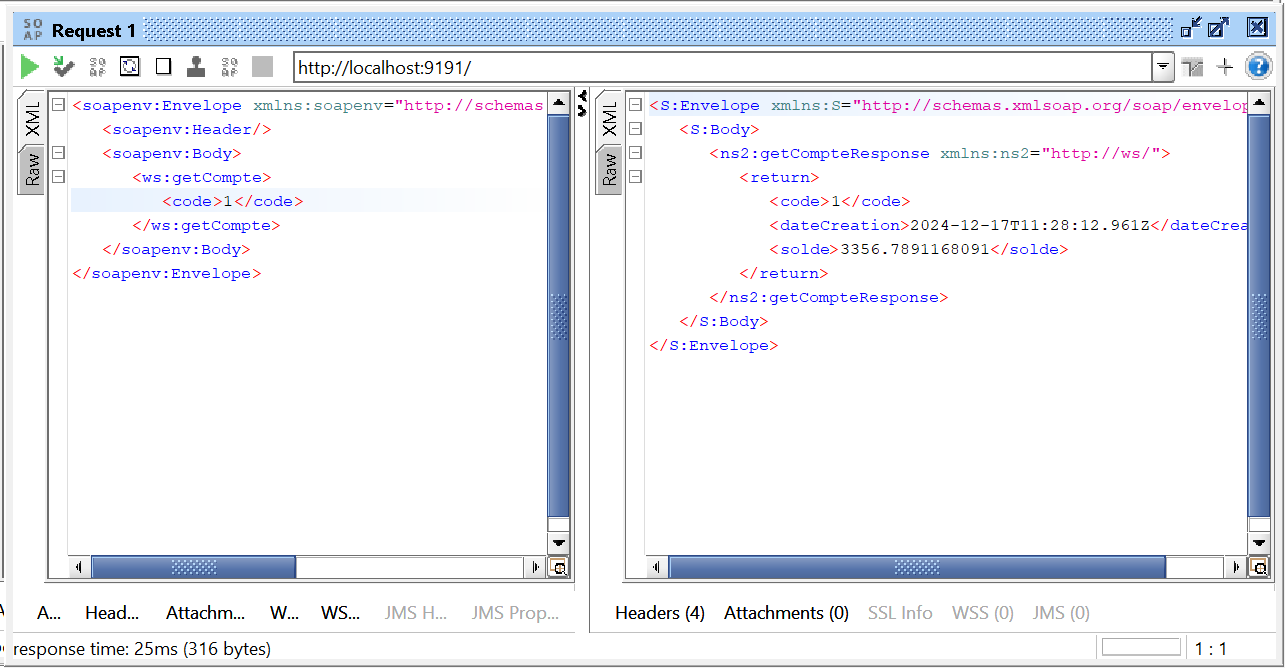 SO
AP Request 1
SO
AP
SO
AP
http://localhost:9191/
XML
Raw
<soapenv:Envelope xmlns:soapenv="http://schemas
<soapenv:Header/>
<soapenv:Body>
<ws:getCompte>
<code>1</code>
</ws:getCompte>
</soapenv:Body>
</soapenv:Envelope>
XML
Raw
<S:Envelope xmlns:S="http://schemas.xmlsoap.org/soap/envelop
<S:Body>
<ns2:getCompteResponse xmlns:ns2="http://ws/">
<return>
<code>1</code>
<dateCreation>2024-12-17T11:28:12.961Z</dateCrea
<solde>3356.7891168091</solde>
</return>
</ns2:getCompteResponse>
</S:Body>
</S:Envelope>
A... Head... Attachm... W... WS... JMS H... JMS Prop...
Headers (4) Attachments (0) SSL Info WSS (0) JMS (0)
response time: 25ms (316 bytes)
1 : 1